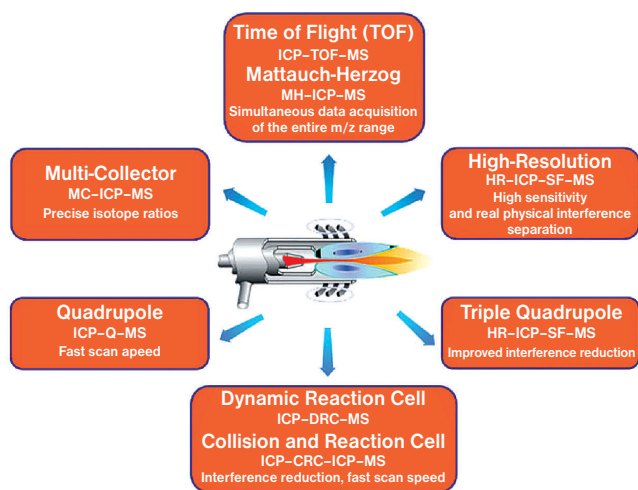 Time of Flight (TOF)
ICP–TOF–MS
Mattauch-Herzog
MH–ICP–MS
Simultaneous data acquisition
of the entire m/z range
Multi-Collector
MC–ICP–MS
Precise isotope ratios
High-Resolution
HR–ICP–SF–MS
High sensitivity
and real physical interference
separation
Quadrupole
ICP–Q–MS
Fast scan apeed
Triple Quadrupole
HR–ICP–SF–MS
Improved interference reduction
Dynamic Reaction Cell
ICP–DRC–MS
Collision and Reaction Cell
ICP–CRC–ICP–MS
Interference reduction, fast scan speed